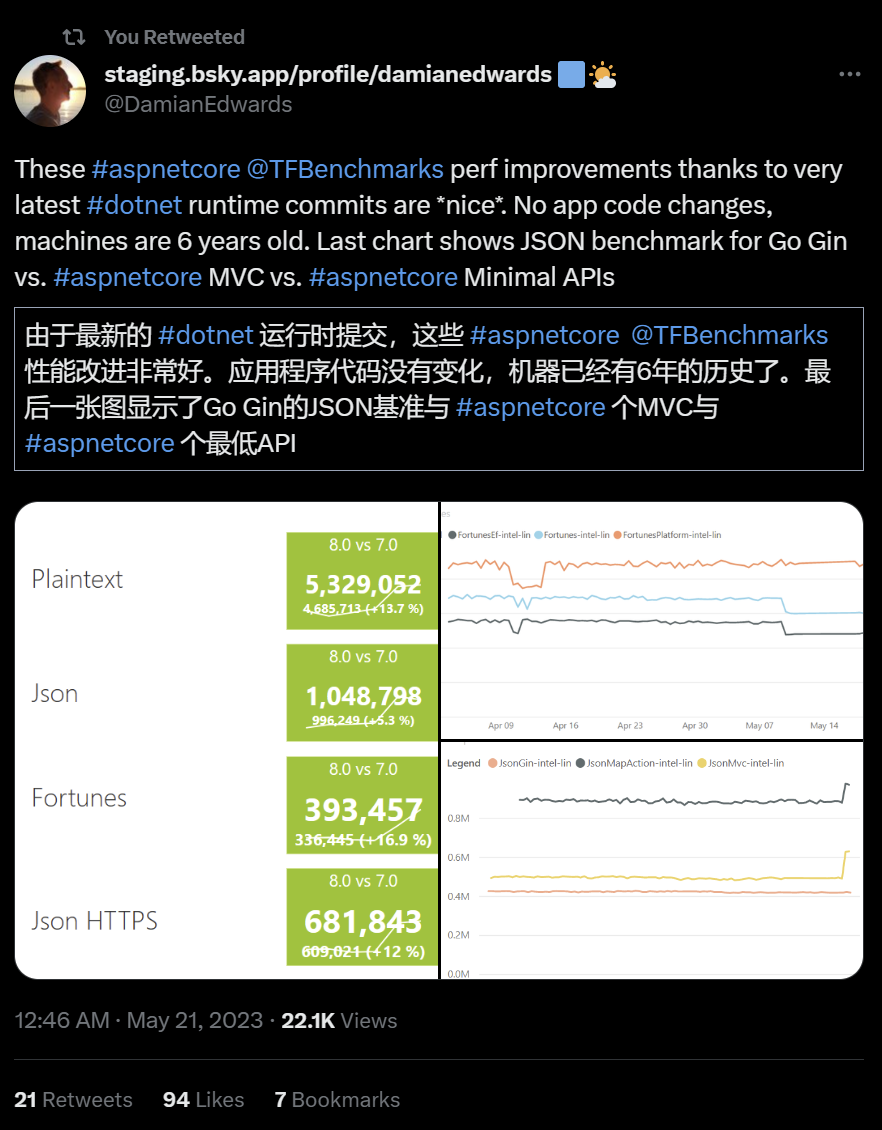 You Retweeted
staging.bsky.app/profile/damianedwards 🟦🌤️
@DamianEdwards
These #aspnetcore @TFBenchmarks perf improvements thanks to very
latest #dotnet runtime commits are *nice*. No app code changes,
machines are 6 years old. Last chart shows JSON benchmark for Go Gin
vs. #aspnetcore MVC vs. #aspnetcore Minimal APIs
由于最新的 #dotnet 运行时提交，这些 #aspnetcore @TFBenchmarks
性能改进非常好。应用程序代码没有变化，机器已经有6年的历史了。最
后一张图显示了Go Gin的JSON基准与 #aspnetcore 个MVC与
#aspnetcore 个最低API
Plaintext
8.0 vs 7.0
5,329,052
4,685,713 (+13.7 %)
Json
8.0 vs 7.0
1,048,798
996,249 (+5.3 %)
Fortunes
8.0 vs 7.0
393,457
336,445 (+16.9 %)
Json HTTPS
8.0 vs 7.0
681,843
609,021 (+12 %)
es
FortunesEf-intel-lin Fortunes-intel-lin FortunesPlatform-intel-lin
Apr 09 Apr 16 Apr 23 Apr 30 May 07 May 14
Legend JsonGin-intel-lin JsonMapAction-intel-lin JsonMvc-intel-lin
0.8M
0.6M
0.4M
0.2M
0.0M
12:46 AM · May 21, 2023 · 22.1K Views
21 Retweets 94 Likes 7 Bookmarks